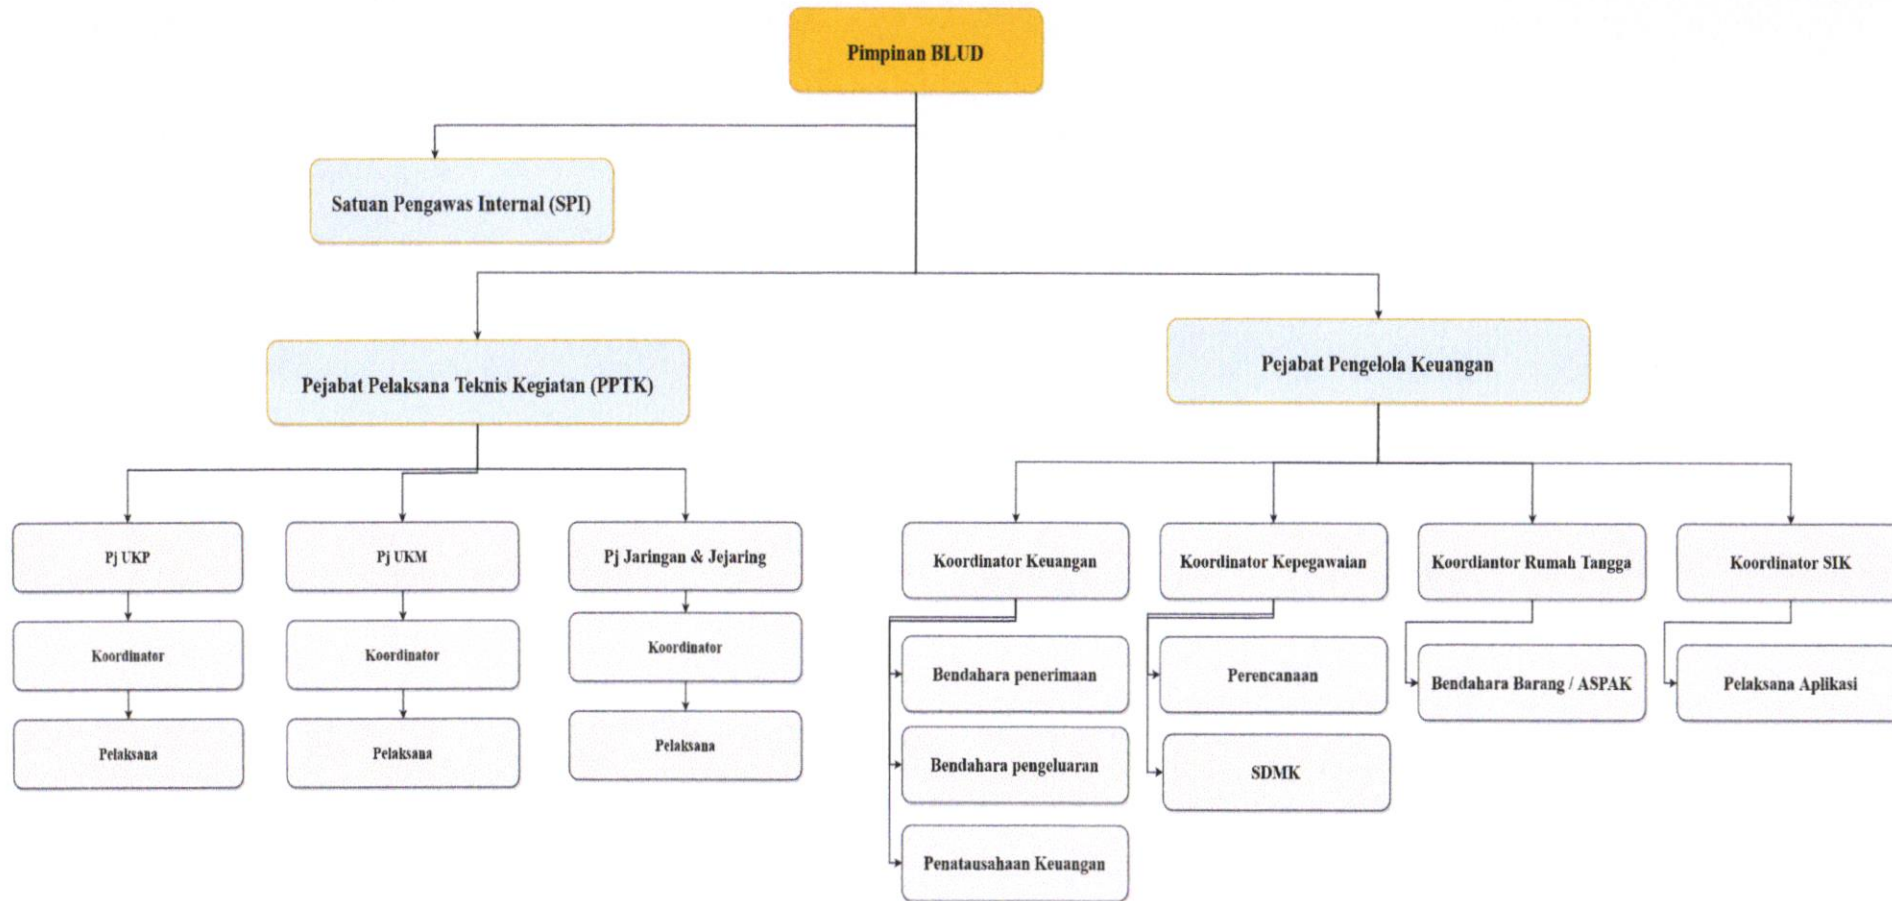 Pimpinan BLUD
Satuan Pengawas Internal (SPI)
Pejabat Pelaksana Teknis Kegiatan (PPTK)
Pejabat Pengelola Keuangan
Pj UKP
Pj UKM
Pj Jaringan & Jejaring
Koordinator Keuangan
Koordinator Kepegawaian
Koordiantor Rumah Tangga
Koordinator SIK
Koordinator
Koordinator
Koordinator
Bendahara penerimaan
Perencanaan
Bendahara Barang / ASPAK
Pelaksana Aplikasi
Pelaksana
Pelaksana
Pelaksana
Bendahara pengeluaran
SDMK
Penatausahaan Keuangan